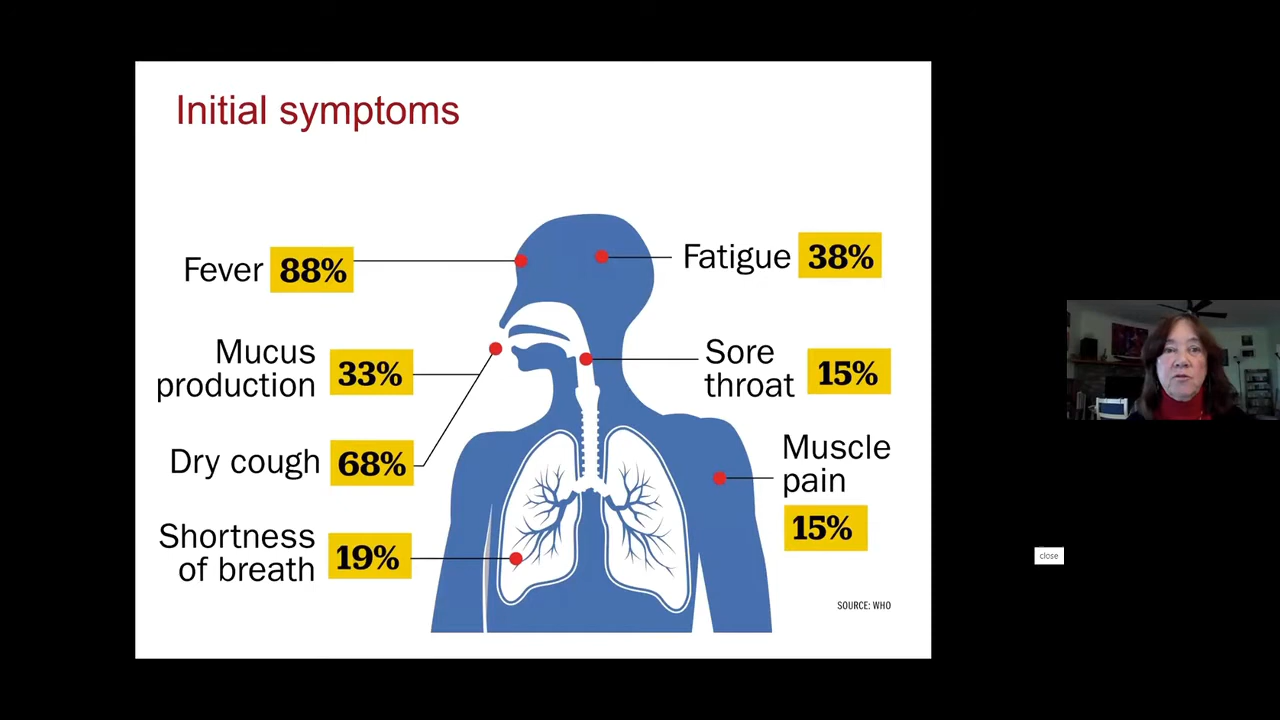 Initial symptoms
Fever 88%
Fatigue 38%
Mucus
production 33%
Sore
throat 15%
Dry cough 68%
Muscle
pain
15%
Shortness
of breath 19%
SOURCE: WHO
close